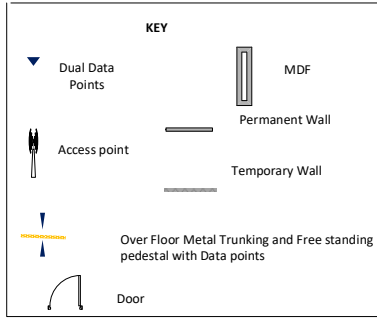 KEY
Dual Data
Points
MDF
Permanent Wall
Access point
Temporary Wall
Over Floor Metal Trunking and Free standing
pedestal with Data points
Door